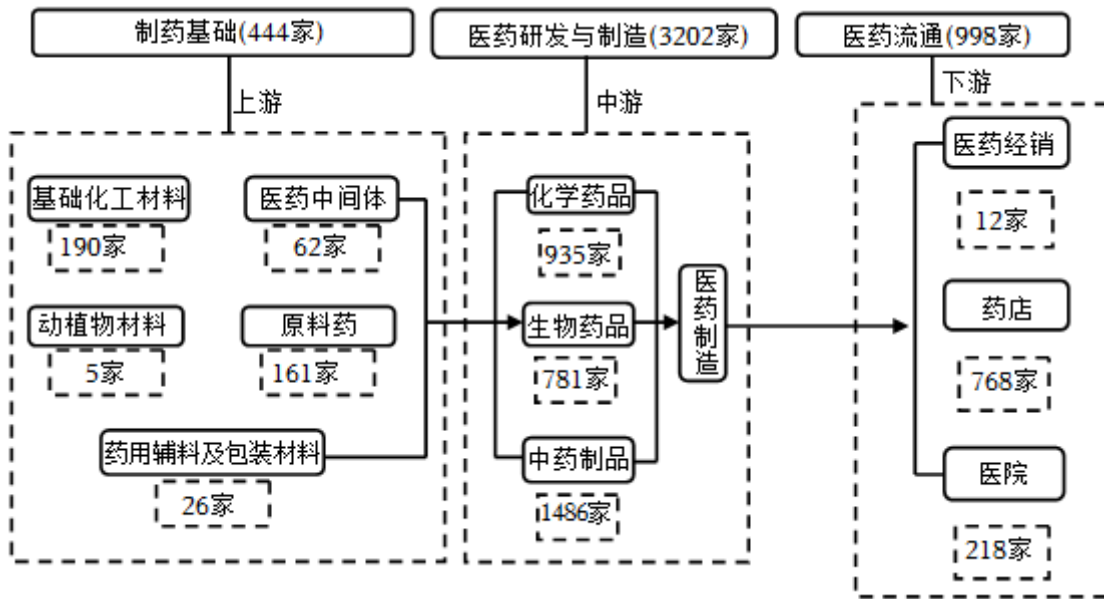 制药基础(444家)
医药研发与制造(3202家)
医药流通(998家)
上游
中游
下游
基础化工材料
190家
医药中间体
62家
动植物材料
5家
原料药
161家
药用辅料及包装材料
26家
化学药品
935家
生物药品
781家
中药制品
1486家
医药制造
医药经销
12家
药店
768家
医院
218家